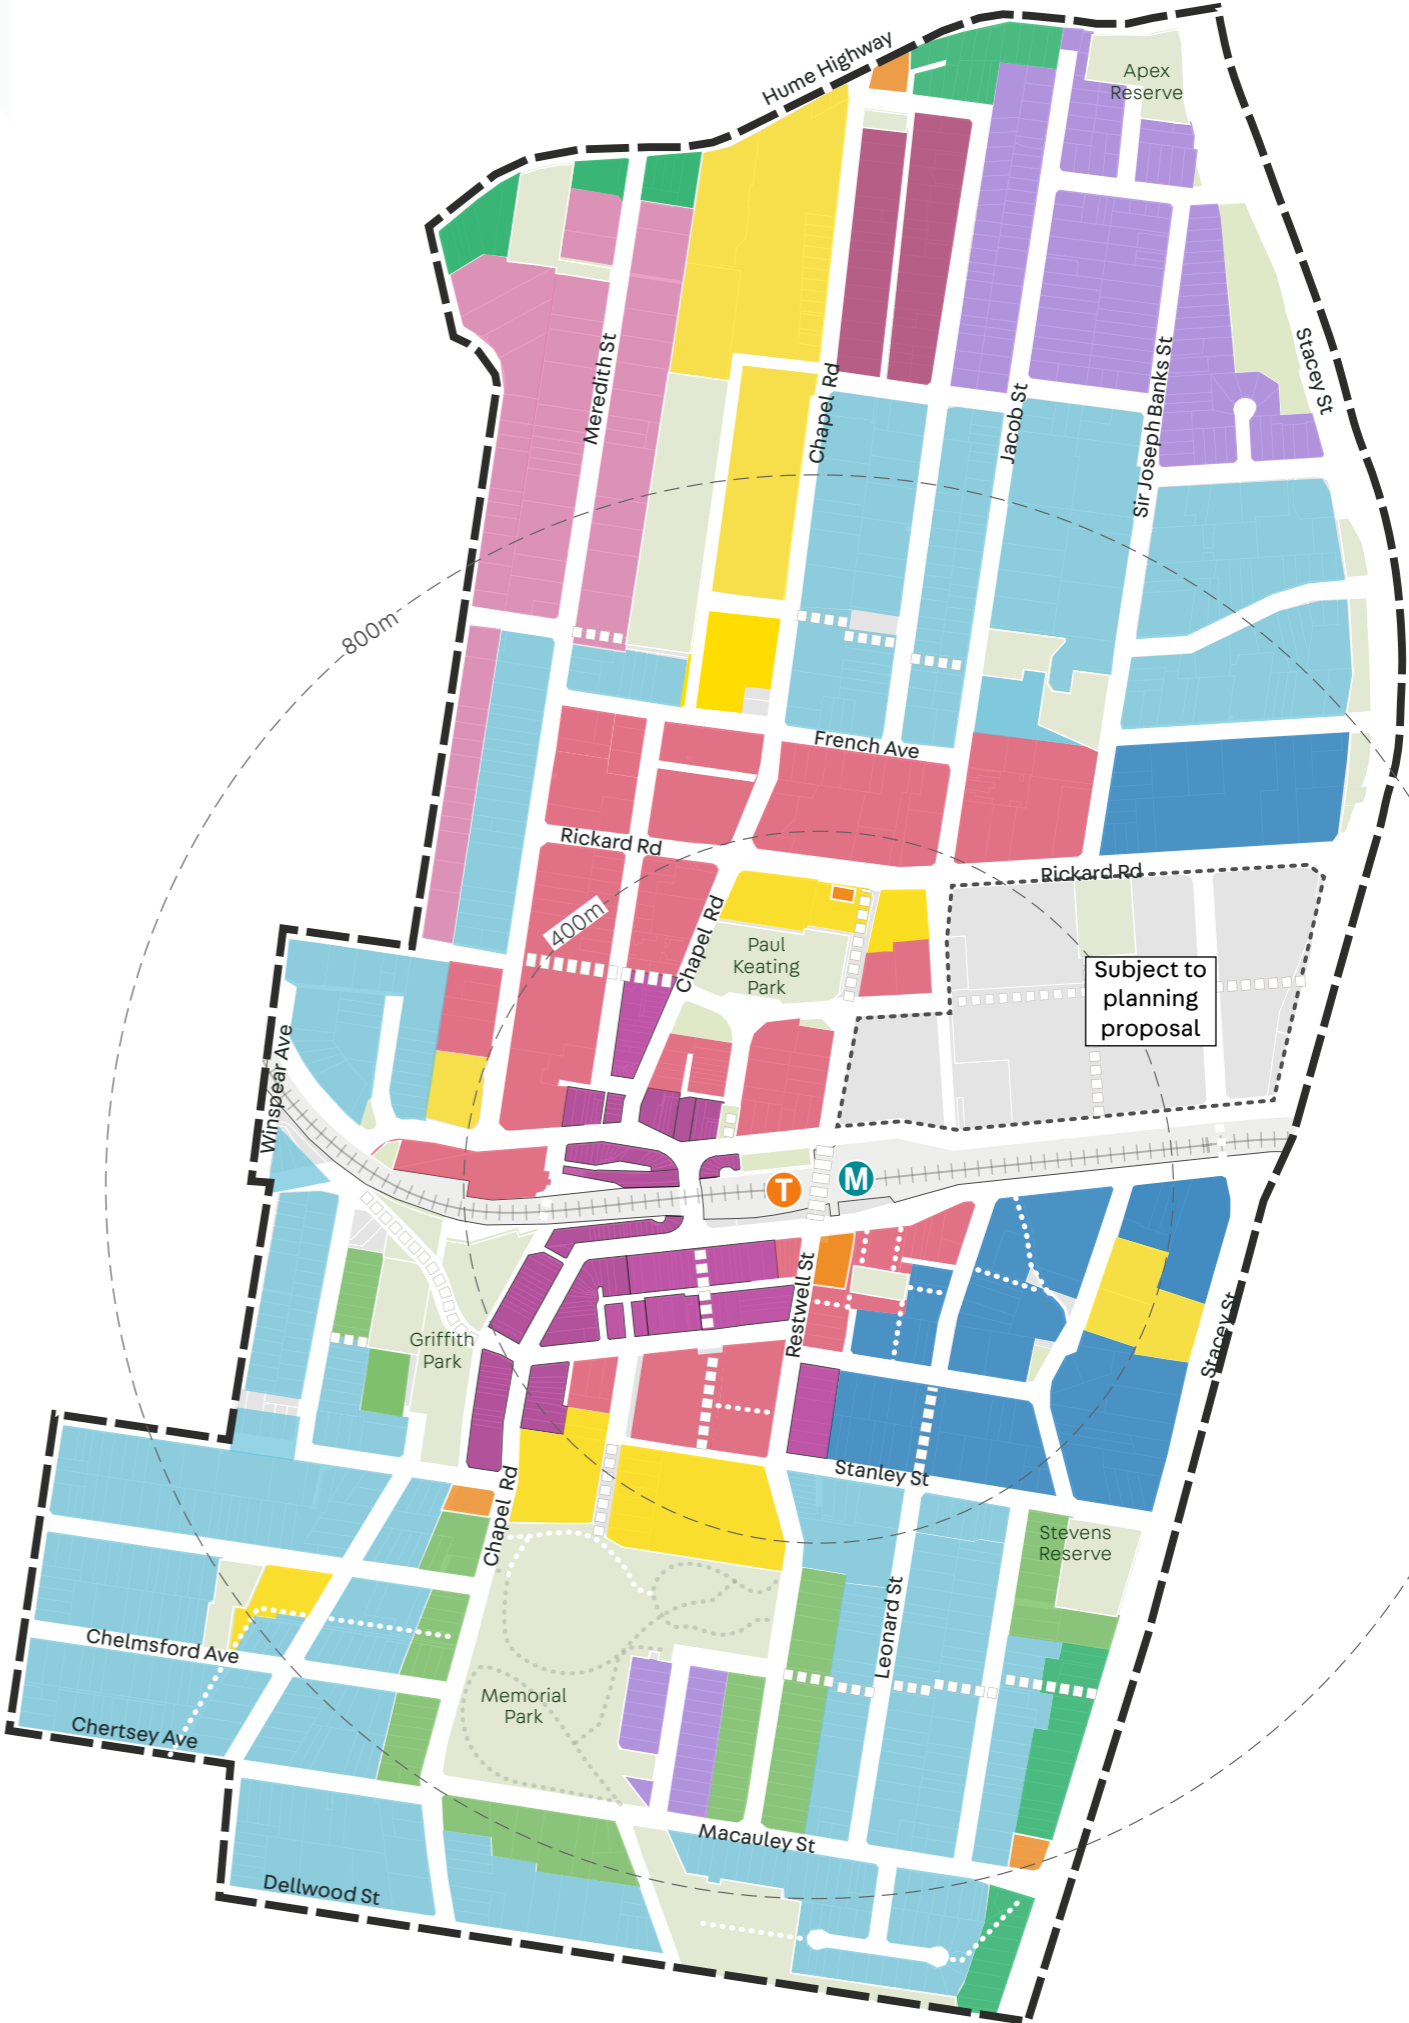 Hume Highway
Apex
Reserve
Meredith St
Chapel Rd
Jacob St
Sir Joseph Banks St
Stacey St
800m
French Ave
Rickard Rd
Rickard Rd
400m
Chapel Rd
Paul
Keating
Park
Subject to
planning
proposal
Winspear Ave
T
M
Restwell St
Griffith
Park
Stacey St
Stanley St
Chapel Rd
Stevens
Reserve
Leonard St
Chelmsford Ave
Memorial
Park
Chertsey Ave
Macauley St
Dellwood St